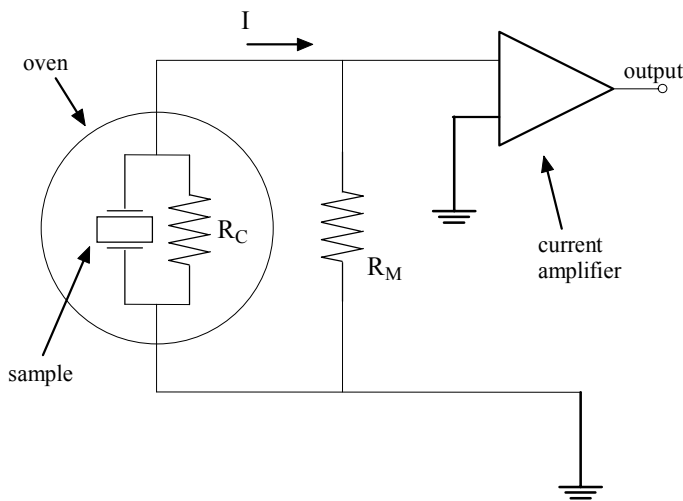 I
oven
output
R_C
R_M
current
amplifier
sample